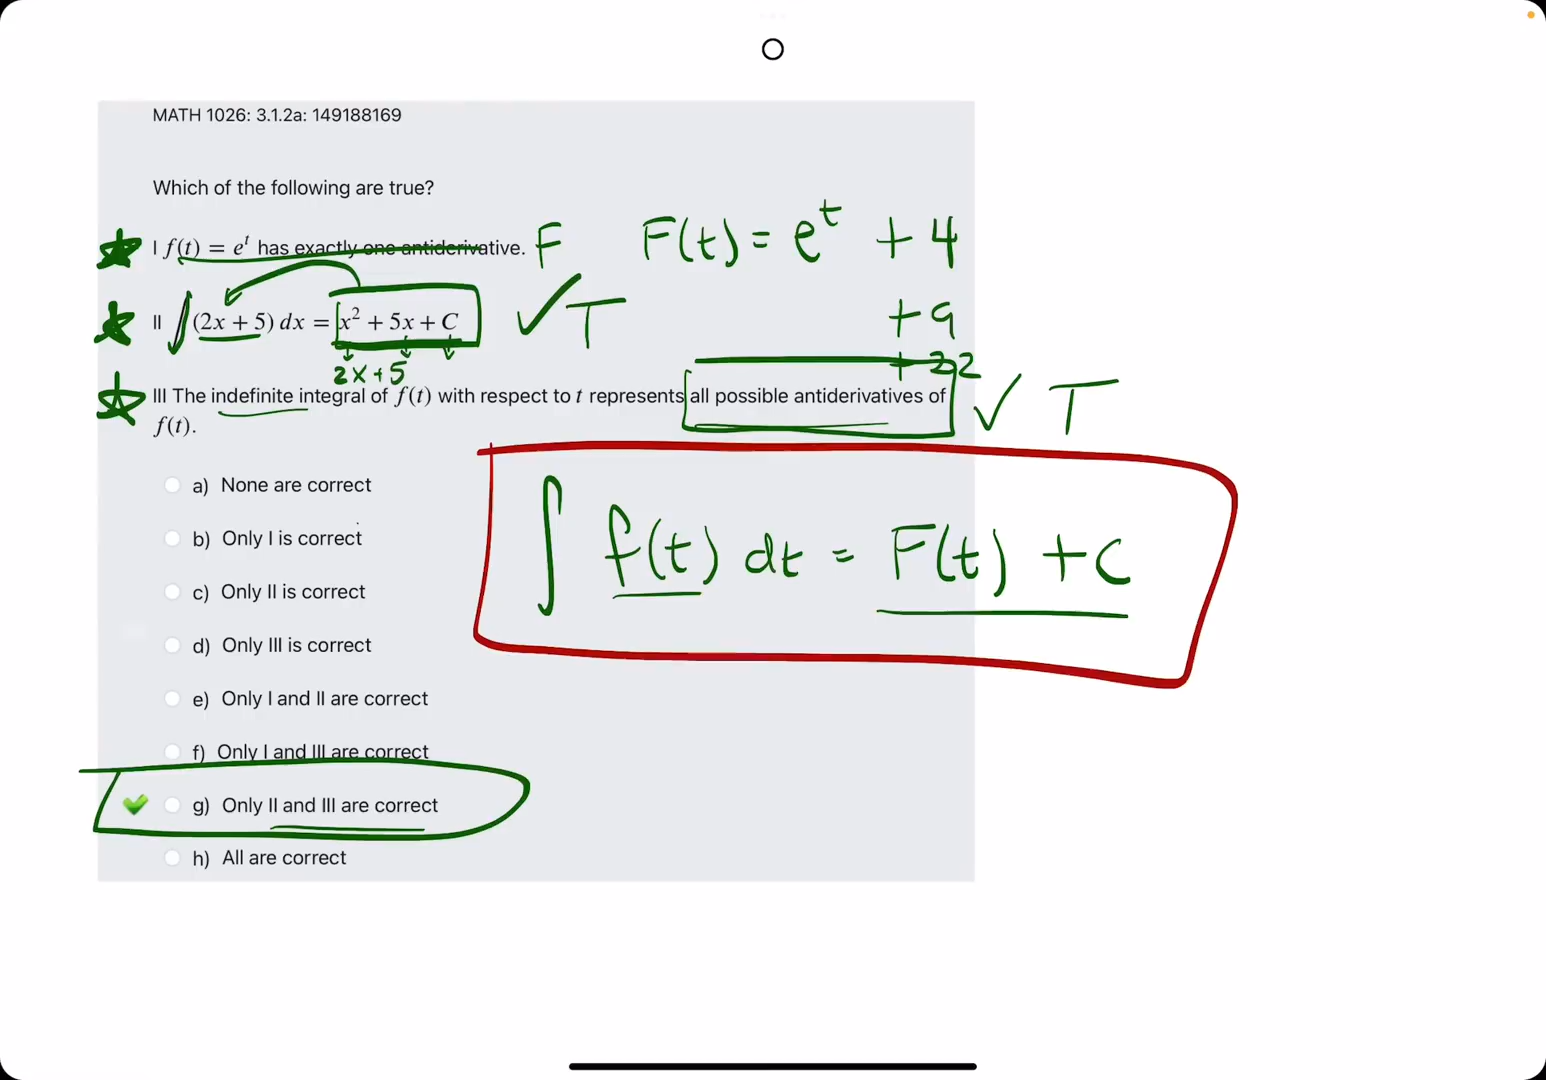 MATH 1026: 3.1.2a: 149188169
Which of the following are true?
I f(t) = e^t has exactly one antiderivative. F F(t) = e^t + 4
+ 9
+ 22
II ∫(2x + 5) dx = x² + 5x + C ✓ T
2x + 5
III The indefinite integral of f(t) with respect to t represents all possible antiderivatives of ✓ T
f(t).
∫ f(t) dt = F(t) + C
a) None are correct
b) Only I is correct
c) Only II is correct
d) Only III is correct
e) Only I and II are correct
f) Only I and III are correct
g) Only II and III are correct
h) All are correct